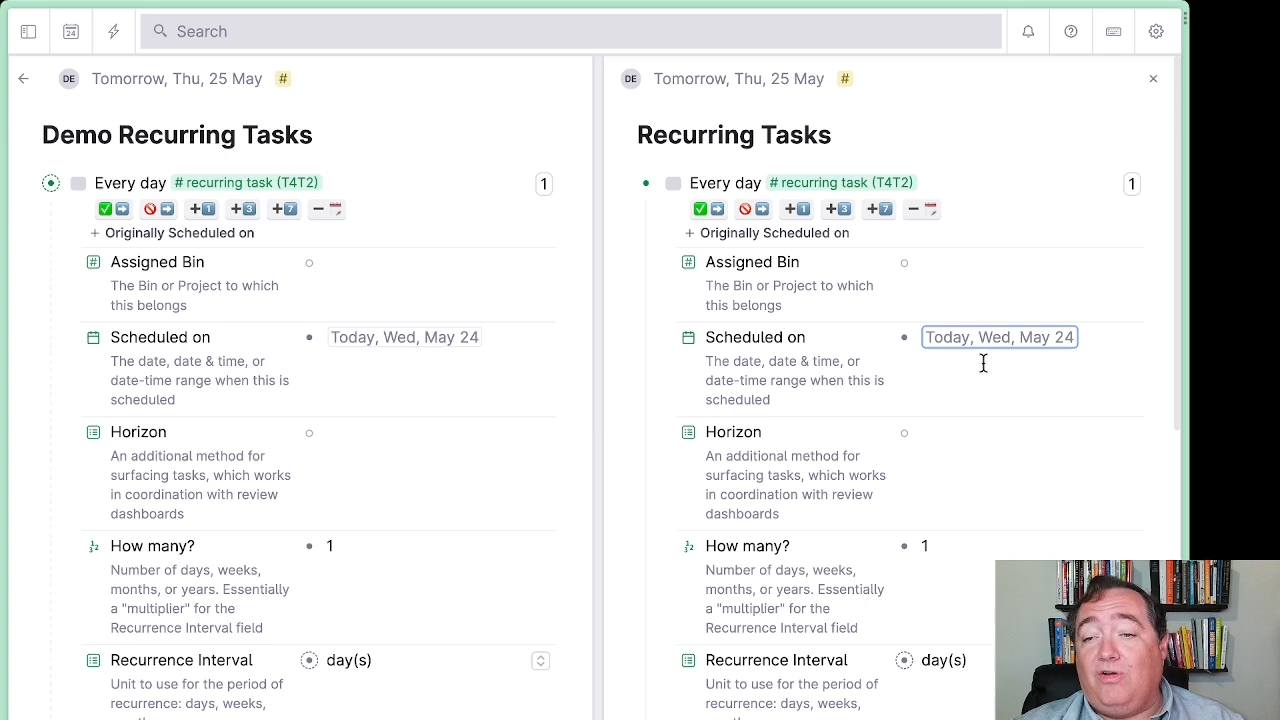 24
Search
DE Tomorrow, Thu, 25 May #
Demo Recurring Tasks
Every day # recurring task (T4T2) 1
✅➡️ 🚫➡️ ➕1️⃣ ➕3️⃣ ➕7️⃣ ➖🗓️
+ Originally Scheduled on
Assigned Bin
The Bin or Project to which
this belongs
Scheduled on Today, Wed, May 24
The date, date & time, or
date-time range when this is
scheduled
Horizon
An additional method for
surfacing tasks, which works
in coordination with review
dashboards
How many? 1
Number of days, weeks,
months, or years. Essentially
a "multiplier" for the
Recurrence Interval field
Recurrence Interval day(s)
Unit to use for the period of
recurrence: days, weeks,
DE Tomorrow, Thu, 25 May #
Recurring Tasks
Every day # recurring task (T4T2) 1
✅➡️ 🚫➡️ ➕1️⃣ ➕3️⃣ ➕7️⃣ ➖🗓️
+ Originally Scheduled on
Assigned Bin
The Bin or Project to which
this belongs
Scheduled on Today, Wed, May 24
The date, date & time, or
date-time range when this is
scheduled
Horizon
An additional method for
surfacing tasks, which works
in coordination with review
dashboards
How many? 1
Number of days, weeks,
months, or years. Essentially
a "multiplier" for the
Recurrence Interval field
Recurrence Interval day(s)
Unit to use for the period of
recurrence: days, weeks,